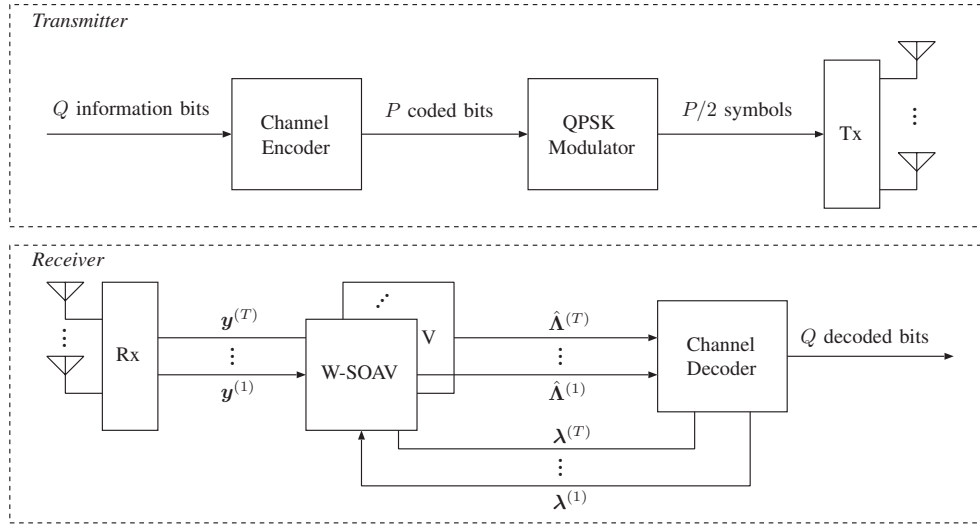 Transmitter
Q information bits
Channel
Encoder
P coded bits
QPSK
Modulator
P/2 symbols
Tx
...
Receiver
...
Rx
y^(T)
...
y^(1)
...
V
W-SOAV
Λ̂^(T)
...
Λ̂^(1)
Channel
Decoder
Q decoded bits
λ^(T)
...
λ^(1)